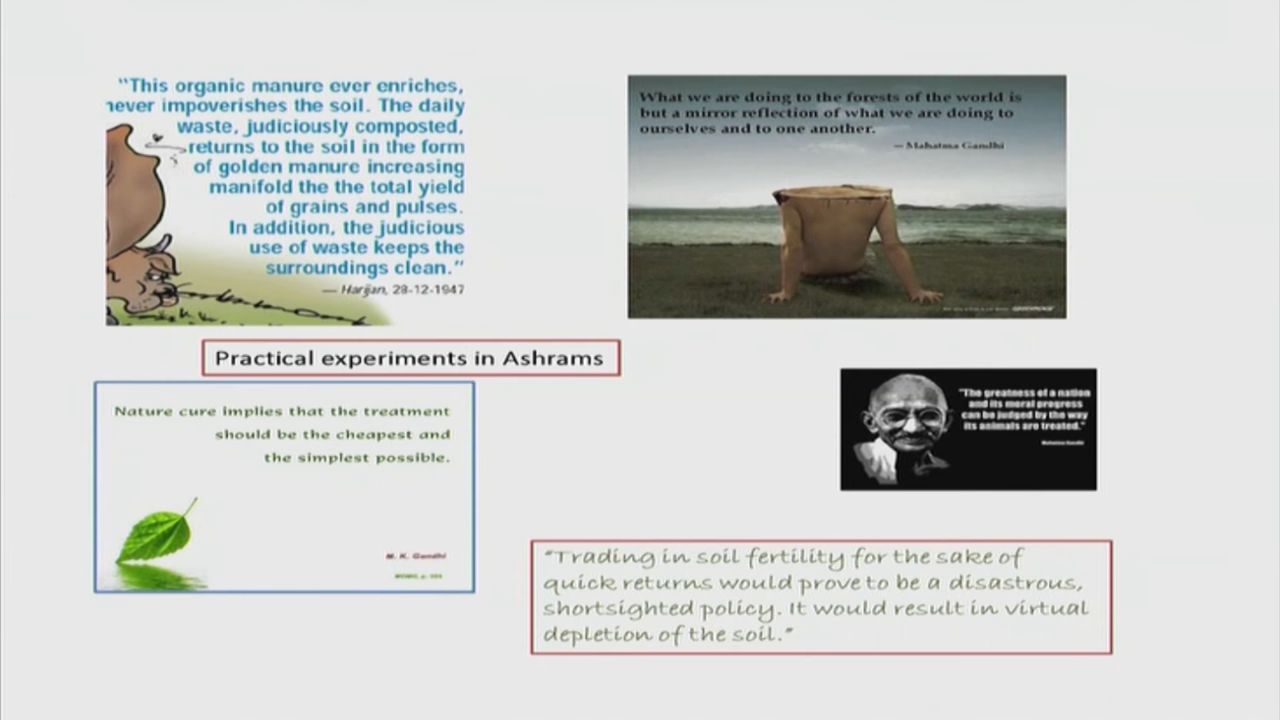 "This organic manure ever enriches,
never impoverishes the soil. The daily
waste, judiciously composted,
returns to the soil in the form
of golden manure increasing
manifold the the total yield
of grains and pulses.
In addition, the judicious
use of waste keeps the
surroundings clean."
— Harijan, 28-12-1947
What we are doing to the forests of the world is
but a mirror reflection of what we are doing to
ourselves and to one another.
— Mahatma Gandhi
GREENPEACE
Practical experiments in Ashrams
Nature cure implies that the treatment
should be the cheapest and
the simplest possible.
M. K. Gandhi
"The greatness of a nation
and its moral progress
can be judged by the way
its animals are treated."
Mahatma Gandhi
"Trading in soil fertility for the sake of
quick returns would prove to be a disastrous,
shortsighted policy. It would result in virtual
depletion of the soil."